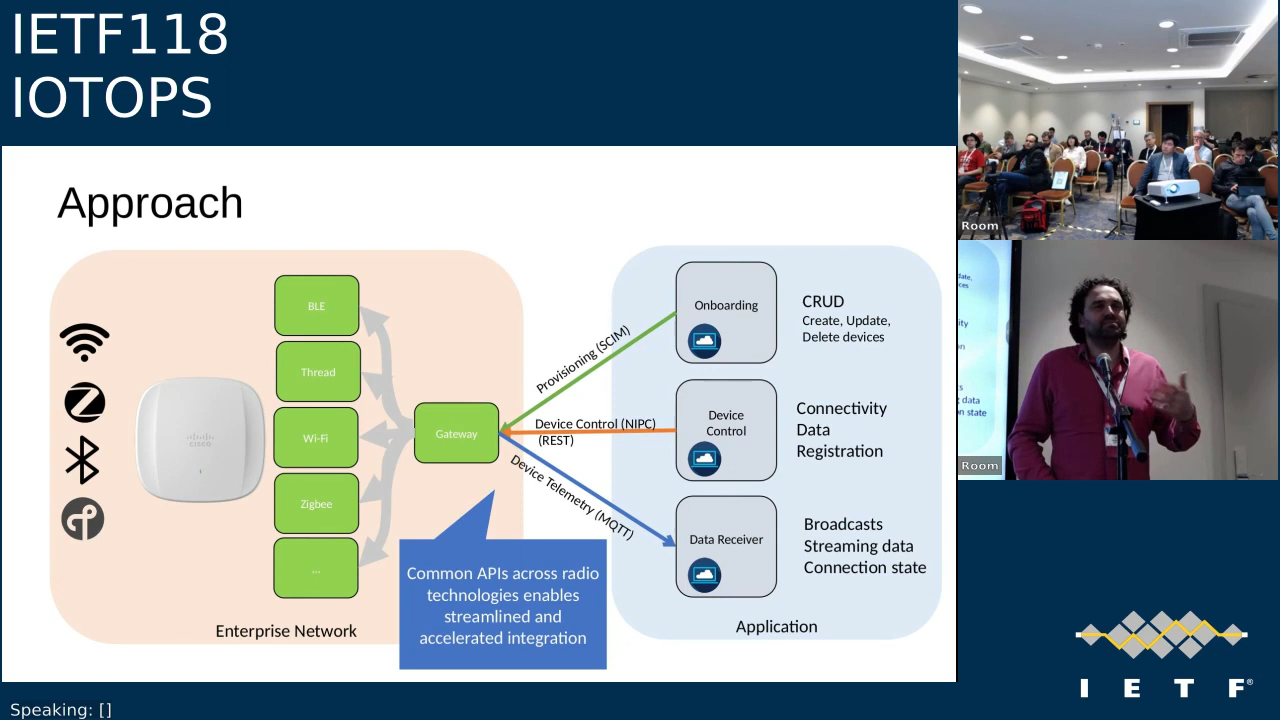 IETF118
IOTOPS
Approach
BLE
Thread
Wi-Fi
Zigbee
...
cisco
Gateway
Enterprise Network
Provisioning (SCIM)
Device Control (NIPC)
(REST)
Device Telemetry (MQTT)
Common APIs across radio
technologies enables
streamlined and
accelerated integration
Onboarding
CRUD
Create, Update,
Delete devices
Device
Control
Connectivity
Data
Registration
Data Receiver
Broadcasts
Streaming data
Connection state
Application
Room
Room
I E T F®
Speaking: []